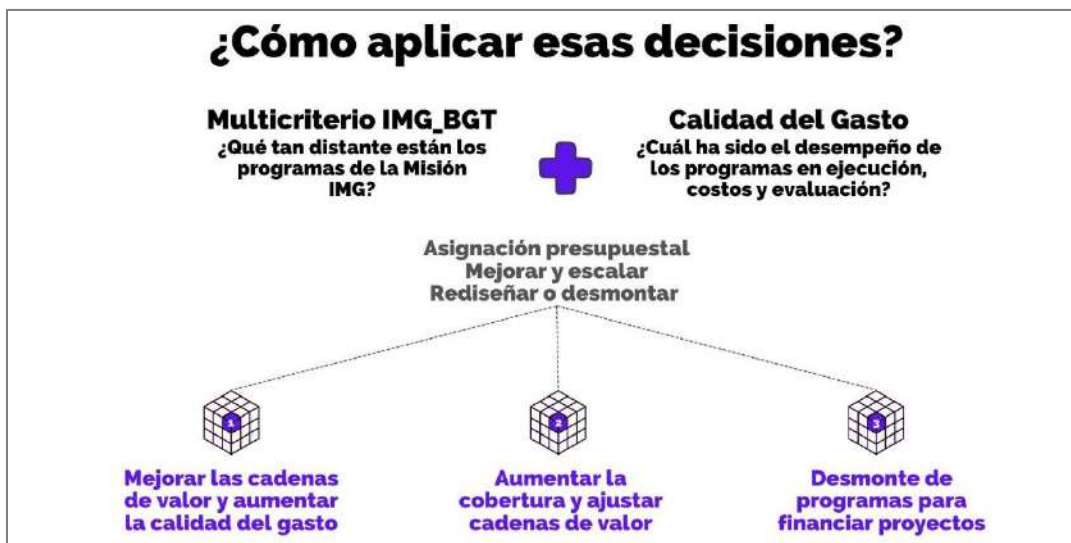 ¿Cómo aplicar esas decisiones?
Multicriterio IMG_BGT
¿Qué tan distante están los
programas de la Misión
IMG?
Calidad del Gasto
¿Cuál ha sido el desempeño de
los programas en ejecución,
costos y evaluación?
Asignación presupuestal
Mejorar y escalar
Rediseñar o desmontar
1
Mejorar las cadenas
de valor y aumentar
la calidad del gasto
2
Aumentar la
cobertura y ajustar
cadenas de valor
3
Desmonte de
programas para
financiar proyectos